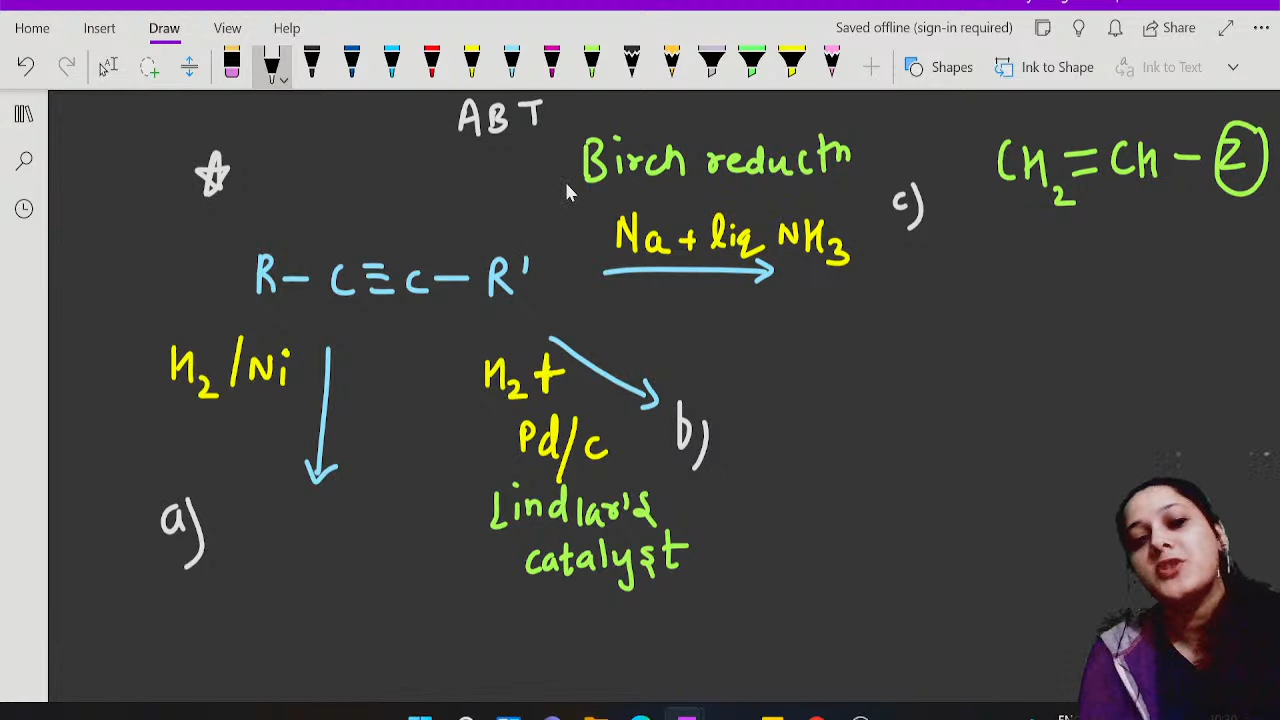 Home Insert Draw View Help
Saved offline (sign-in required) Share
Shapes Ink to Shape Ink to Text
ABT
Birch reductn
CH2=CH-2
c)
Na + liq NH3
R-C≡C-R'
H2/Ni
H2+
Pd/C
b)
Lindlar's
catalyst
a)